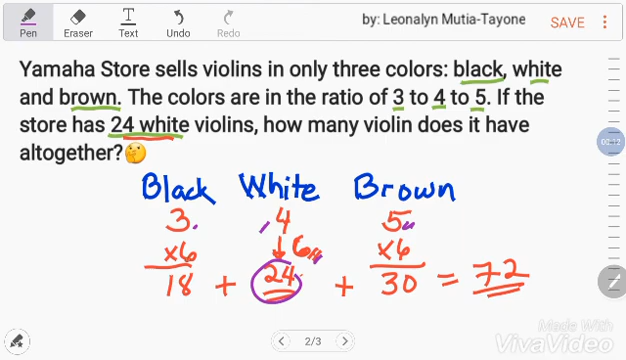 by: Leonalyn Mutia-Tayone
SAVE
Pen
Eraser
Text
Undo
Redo
Yamaha Store sells violins in only three colors: black, white
and brown. The colors are in the ratio of 3 to 4 to 5. If the
store has 24 white violins, how many violin does it have
altogether?🤔
00:12
Black White Brown
3 4 5
x6 6 x6
18 + 24 + 30 = 72
2/3
Made With
VivaVideo